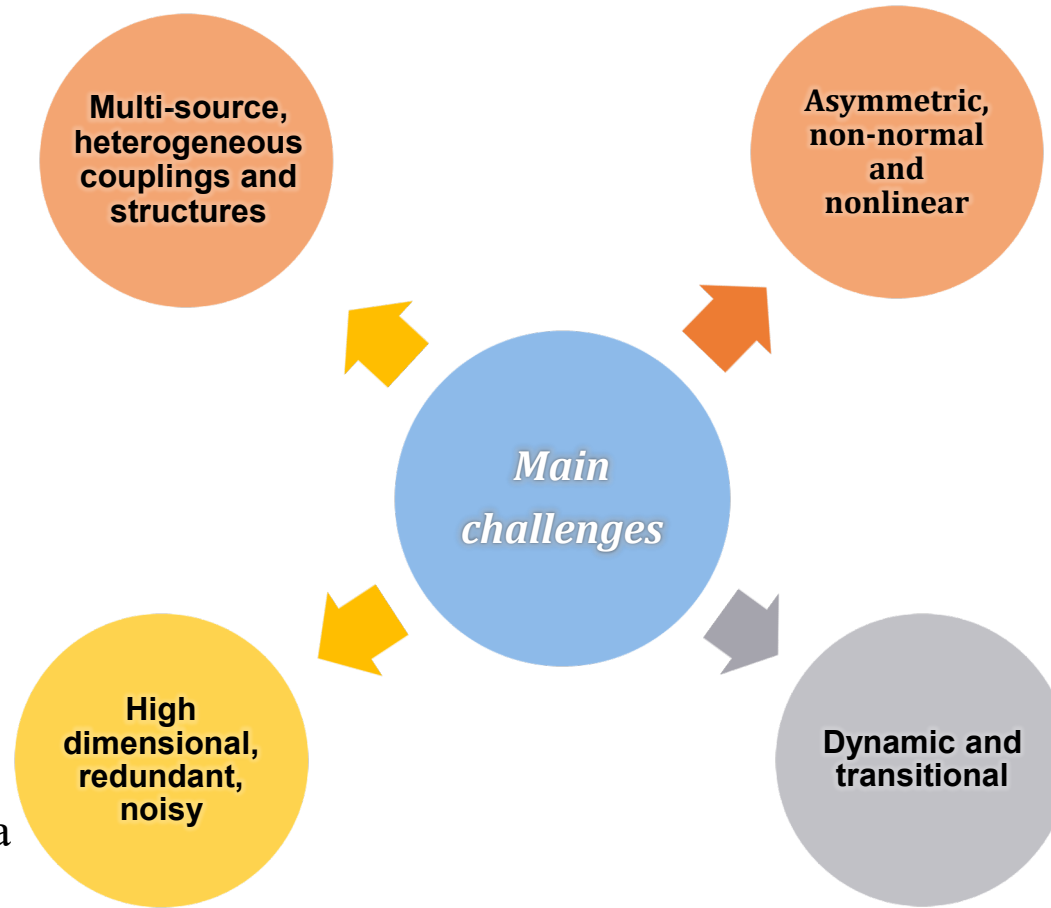 Multi-source,
heterogeneous
couplings and
structures
Asymmetric,
non-normal
and
nonlinear
Main
challenges
High
dimensional,
redundant,
noisy
Dynamic and
transitional
a